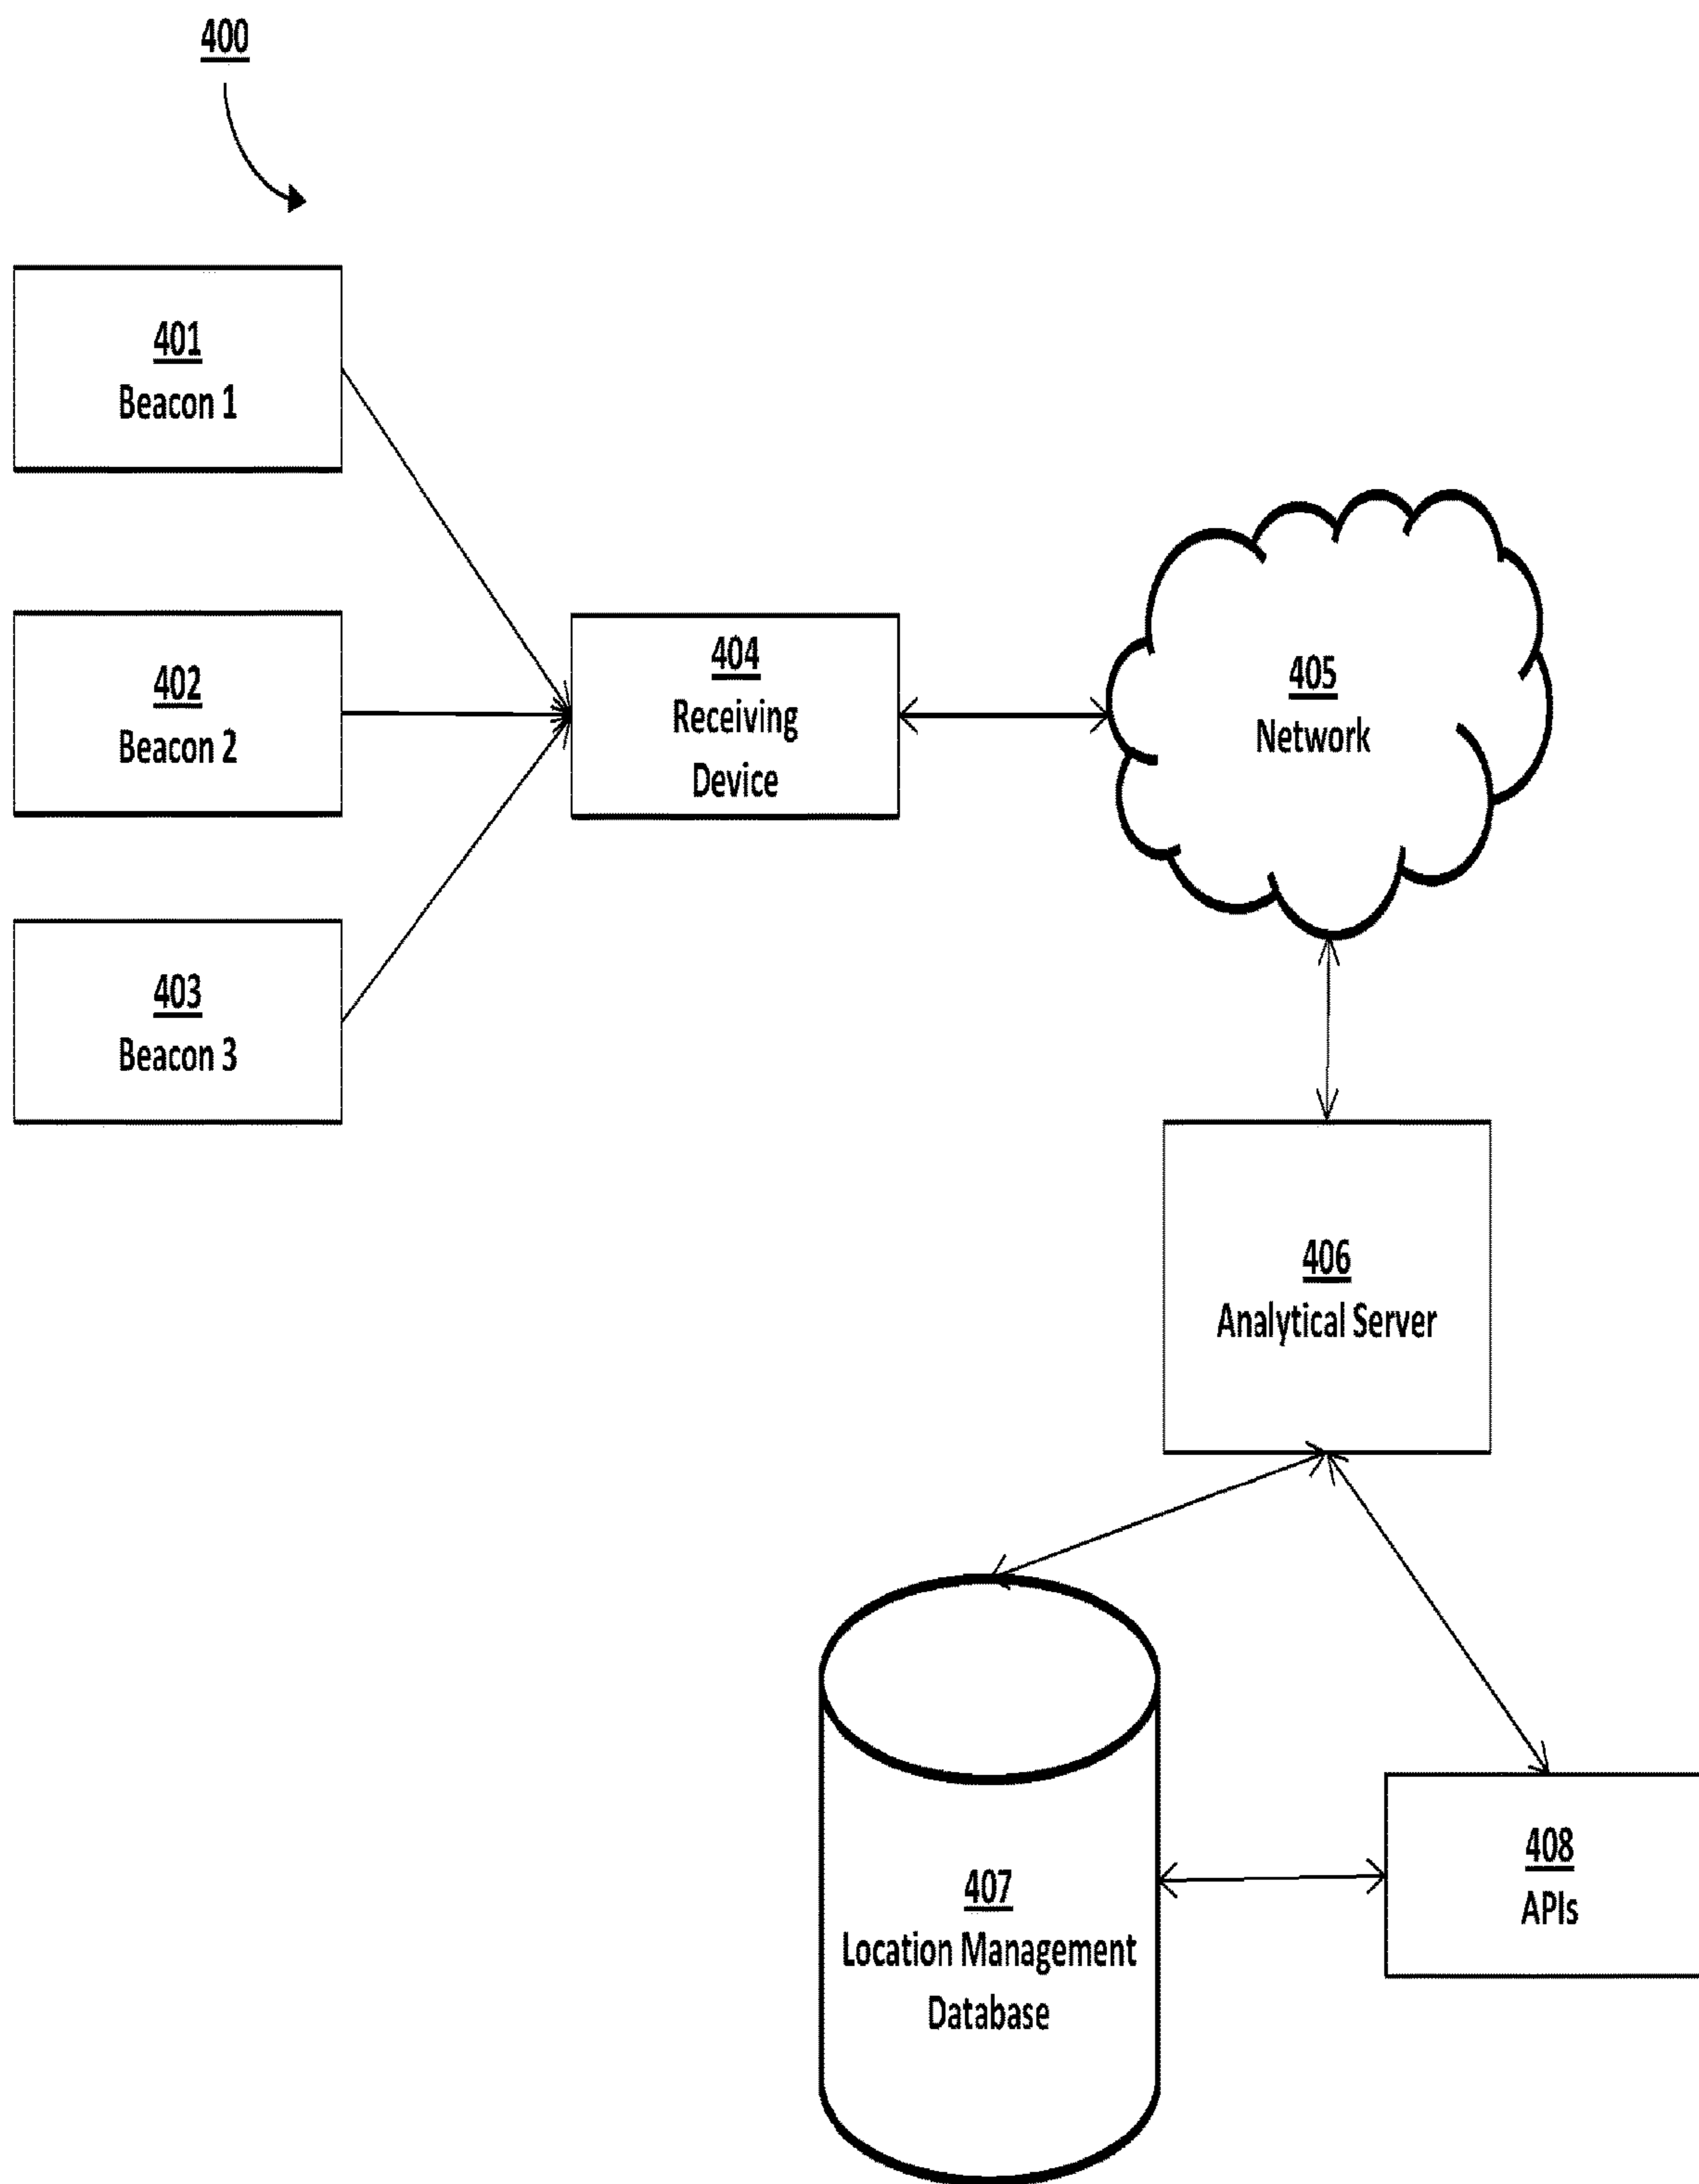 400
401
Beacon 1
402
Beacon 2
403
Beacon 3
404
Receiving
Device
405
Network
406
Analytical Server
407
Location Management
Database
408
APIs